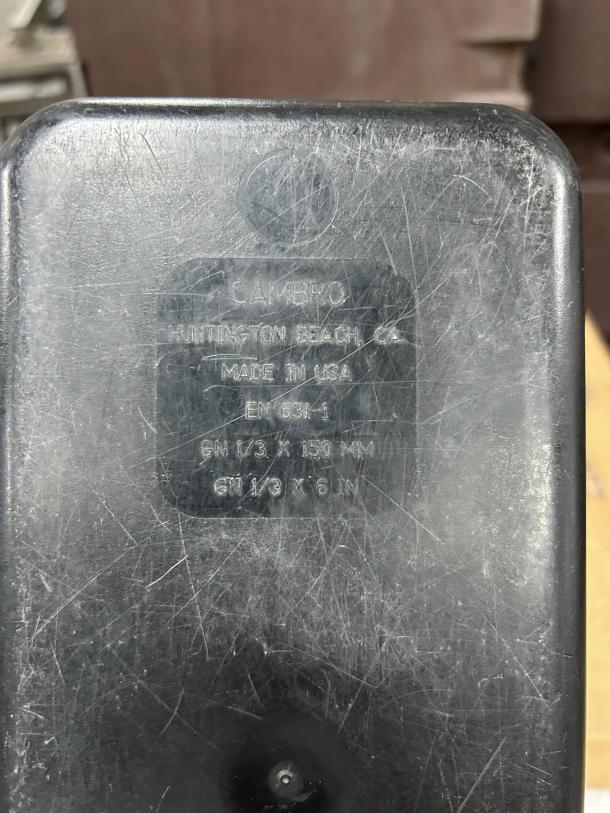 CAMBRO
HUNTINGTON BEACH, CA.
MADE IN USA
EN 631-1
GN 1/3 X 150 MM
GN 1/3 X 6 IN